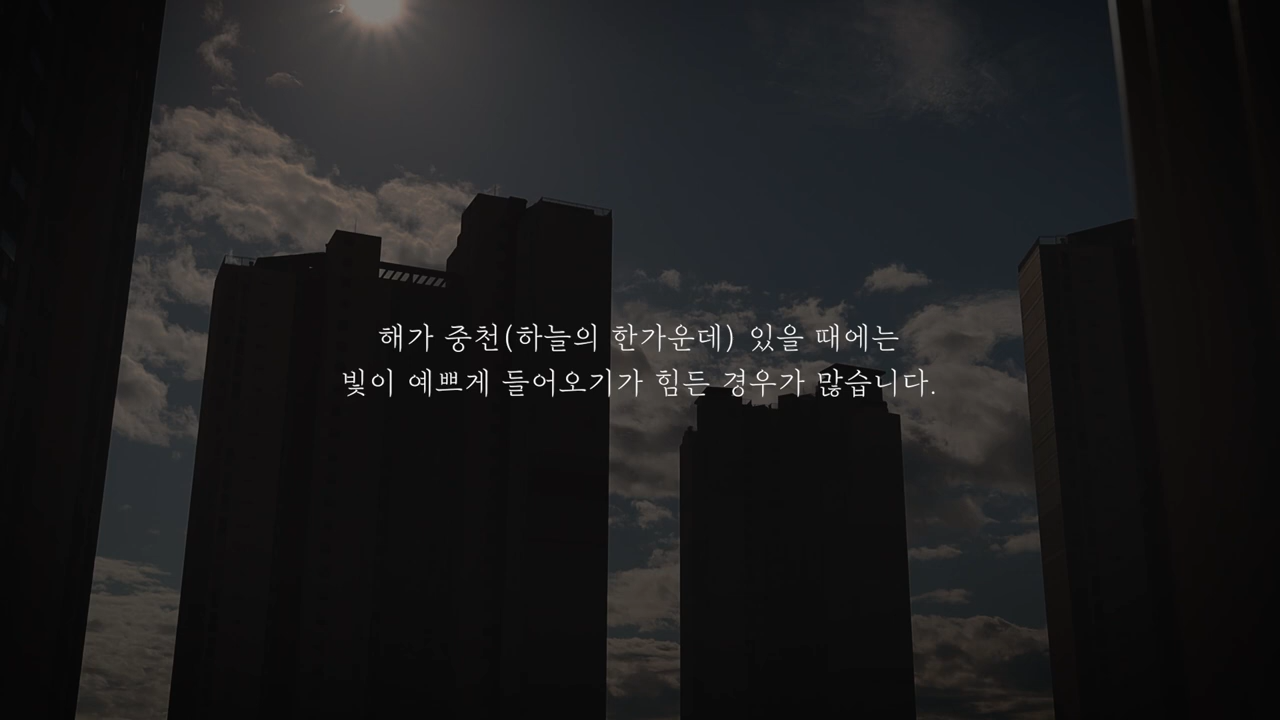 해가 중천(하늘의 한가운데) 있을 때에는
빛이 예쁘게 들어오기가 힘든 경우가 많습니다.